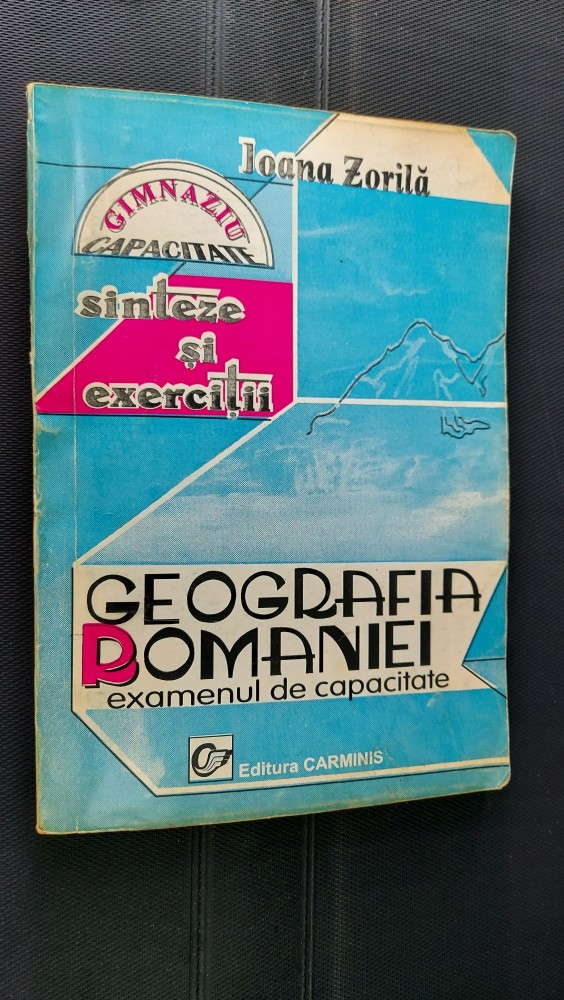 Ioana Zorilă
GIMNAZIU
CAPACITATE
sinteze
și
exerciții
GEOGRAFIA
ROMANIEI
examenul de capacitate
Editura CARMINIS